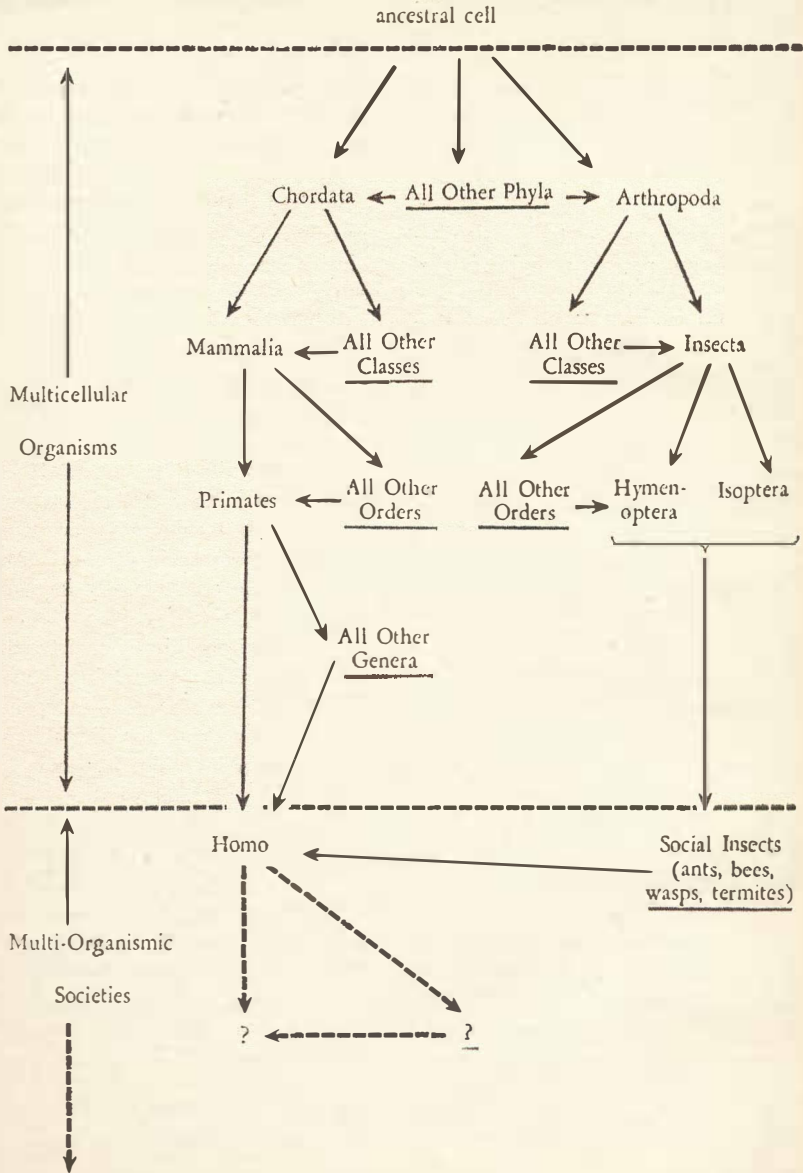 ancestral cell
Chordata
All Other Phyla
Arthropoda
Mammalia
All Other
Classes
All Other
Classes
Insecta
Multicellular
Organisms
Primates
All Other
Orders
All Other
Orders
Hymen-
optera
Isoptera
All Other
Genera
Homo
Social Insects
(ants, bees,
wasps, termites)
Multi-Organismic
Societies
?
?